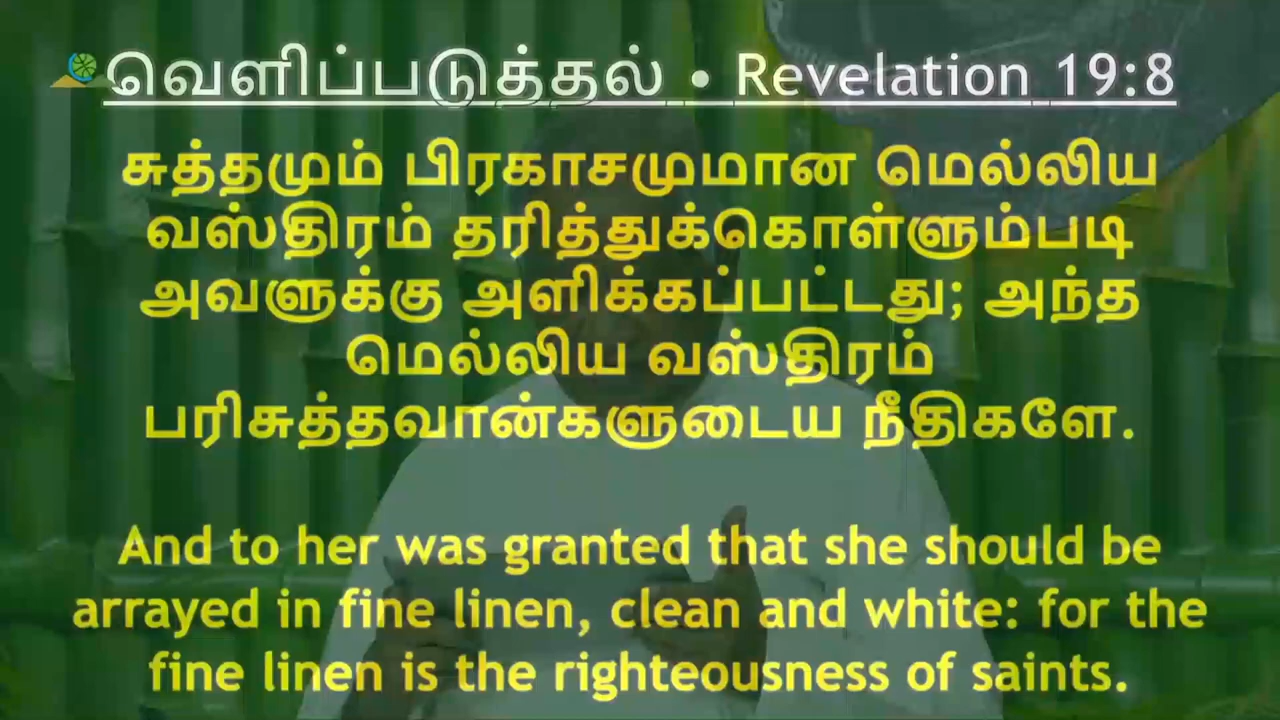 வெளிப்படுத்தல் • Revelation 19:8
சுத்தமும் பிரகாசமுமான மெல்லிய
வஸ்திரம் தரித்துக்கொள்ளும்படி
அவளுக்கு அளிக்கப்பட்டது; அந்த
மெல்லிய வஸ்திரம்
பரிசுத்தவான்களுடைய நீதிகளே.
And to her was granted that she should be
arrayed in fine linen, clean and white: for the
fine linen is the righteousness of saints.